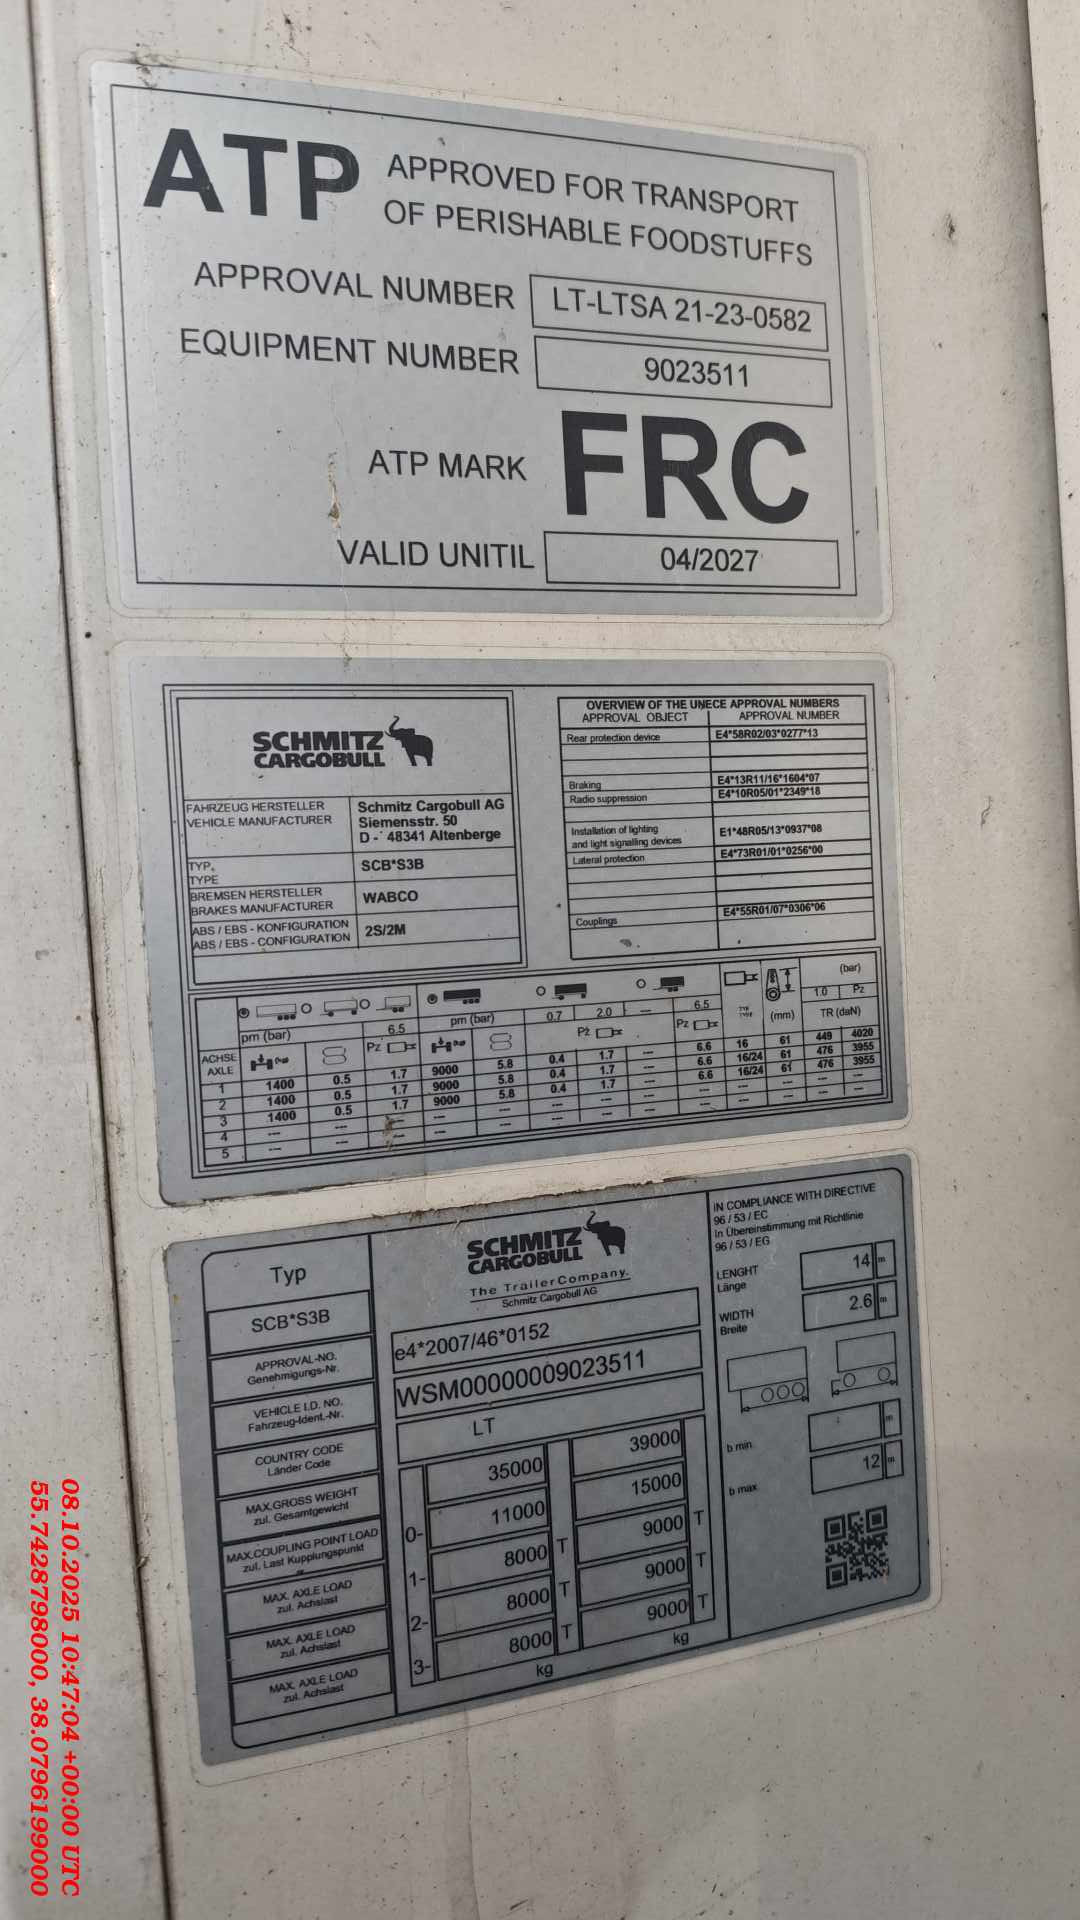 ATP APPROVED FOR TRANSPORT
OF PERISHABLE FOODSTUFFS
APPROVAL NUMBER LT-LTSA 21-23-0582
EQUIPMENT NUMBER 9023511
ATP MARK FRC
VALID UNITIL 04/2027
SCHMITZ
CARGOBULL
FAHRZEUG HERSTELLER
VEHICLE MANUFACTURER
Schmitz Cargobull AG
Siemensstr. 50
D - 48341 Altenberge
TYP.
TYPE
SCB*S3B
BREMSEN HERSTELLER
BRAKES MANUFACTURER
WABCO
ABS / EBS - KONFIGURATION
ABS / EBS - CONFIGURATION
2S/2M
OVERVIEW OF THE UNECE APPROVAL NUMBERS
APPROVAL OBJECT APPROVAL NUMBER
Rear protection device E4*58R02/03*0277*13
Braking E4*13R11/16*1604*07
Radio suppression E4*10R05/01*2349*18
Installation of lighting
and light signalling devices
E1*48R05/13*0937*08
Lateral protection E4*73R01/01*0256*00
Couplings E4*55R01/07*0306*06
(bar)
pm (bar) 6.5 pm (bar) 0.7 2.0 --- 6.5 (mm) 1.0 Pz
Pz Pz Pz TR (daN)
ACHSE
AXLE
1 1400 0.5 1.7 9000 5.8 0.4 1.7 --- 6.6 16 61 449 4020
2 1400 0.5 1.7 9000 5.8 0.4 1.7 --- 6.6 16/24 61 476 3955
3 1400 0.5 1.7 9000 5.8 0.4 1.7 --- 6.6 16/24 61 476 3955
4 --- --- --- --- --- --- --- --- --- --- --- --- ---
5 --- --- --- --- --- --- --- --- --- --- --- --- ---
Typ
SCB*S3B
APPROVAL-NO.
Genehmigungs-Nr.
VEHICLE I.D. NO.
Fahrzeug-Ident.-Nr.
COUNTRY CODE
Länder Code
MAX.GROSS WEIGHT
zul. Gesamtgewicht
MAX.COUPLING POINT LOAD
zul. Last Kupplungspunkt
MAX. AXLE LOAD
zul. Achslast
MAX. AXLE LOAD
zul. Achslast
MAX. AXLE LOAD
zul. Achslast
SCHMITZ
CARGOBULL
The TrailerCompany.
Schmitz Cargobull AG
e4*2007/46*0152
WSM00000009023511
LT
35000 39000
0- 11000 15000
1- 8000 T 9000 T
2- 8000 T 9000 T
3- 8000 T 9000 T
kg kg
IN COMPLIANCE WITH DIRECTIVE
96 / 53 / EC
In Übereinstimmung mit Richtlinie
96 / 53 / EG
LENGHT
Länge
14 m
WIDTH
Breite
2.6 m
b min m
b max 12 m
08.10.2025 10:47:04 +00:00 UTC
55.7428798000, 38.0796199000